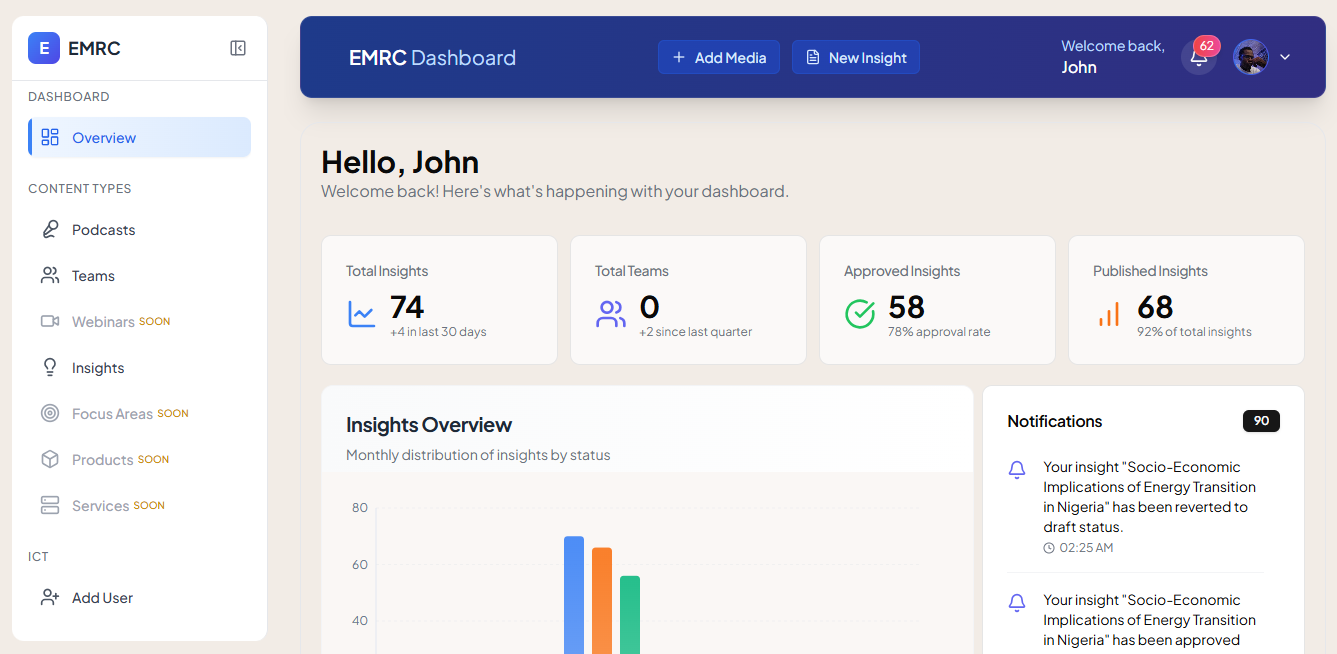 E EMRC
DASHBOARD
Overview
CONTENT TYPES
Podcasts
Teams
Webinars SOON
Insights
Focus Areas SOON
Products SOON
Services SOON
ICT
Add User
EMRC Dashboard
Add Media
New Insight
Welcome back,
John
62
Hello, John
Welcome back! Here's what's happening with your dashboard.
Total Insights
74
+4 in last 30 days
Total Teams
0
+2 since last quarter
Approved Insights
58
78% approval rate
Published Insights
68
92% of total insights
Insights Overview
Monthly distribution of insights by status
80
60
40
Notifications
90
Your insight "Socio-Economic
Implications of Energy Transition
in Nigeria" has been reverted to
draft status.
02:25 AM
Your insight "Socio-Economic
Implications of Energy Transition
in Nigeria" has been approved